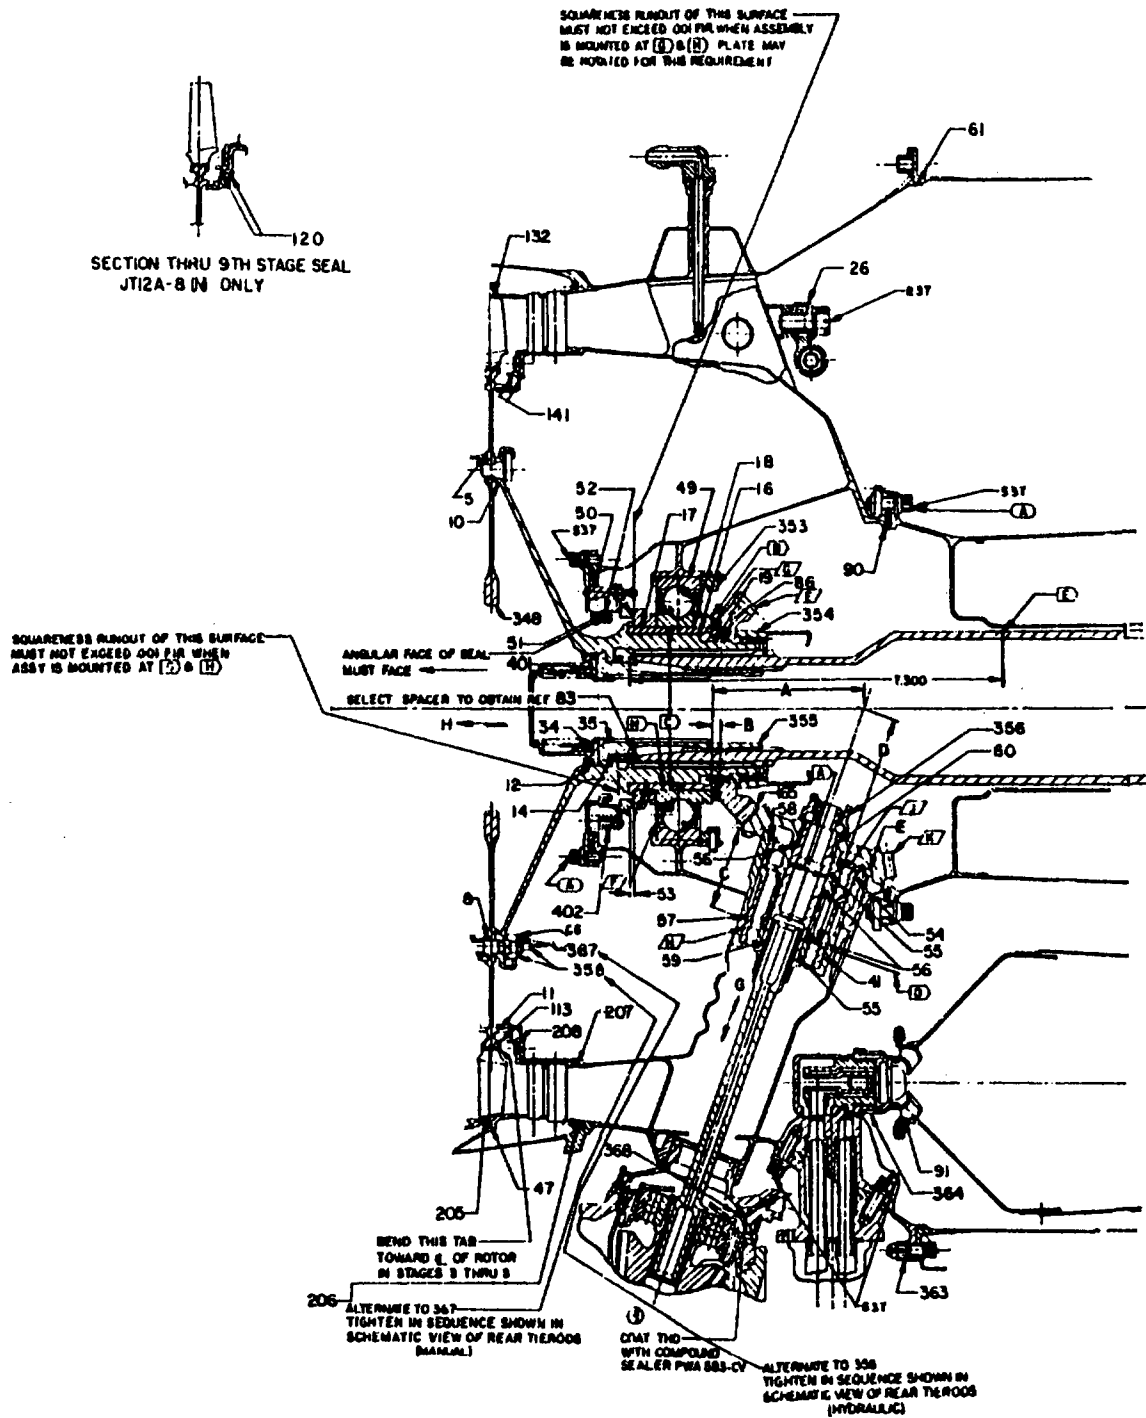 SQUARENESS RUNOUT OF THIS SURFACE
MUST NOT EXCEED .001 FIR WHEN ASSEMBLY
IS MOUNTED AT G & H PLATE MAY
BE ROTATED FOR THIS REQUIREMENT
61
120
SECTION THRU 9TH STAGE SEAL
JT12A-8 (N) ONLY
132
26
837
141
18
52
49
16
5
50
17
537
10
837
353
A
90
19
86
E
348
354
SQUARENESS RUNOUT OF THIS SURFACE
MUST NOT EXCEED .001 FIR WHEN
ASSY IS MOUNTED AT G & H
51
40
ANGULAR FACE OF SEAL
MUST FACE
7.300
A
SELECT SPACER TO OBTAIN REF 83
H
34
35
H
C
B
355
D
356
60
12
14
A
58
56
C
E
K
8
A
F
53
402
57
H
59
54
55
56
41
D
55
367
358
G
11
113
208
207
368
47
205
91
364
BEND THIS TAB
TOWARD ℄ OF ROTOR
IN STAGES 3 THRU 8
363
837
206
ALTERNATE TO 367
TIGHTEN IN SEQUENCE SHOWN IN
SCHEMATIC VIEW OF REAR TIERODS
(MANUAL)
COAT THD
WITH COMPOUND
SEALER PWA 583-CV
ALTERNATE TO 358
TIGHTEN IN SEQUENCE SHOWN IN
SCHEMATIC VIEW OF REAR TIERODS
(HYDRAULIC)